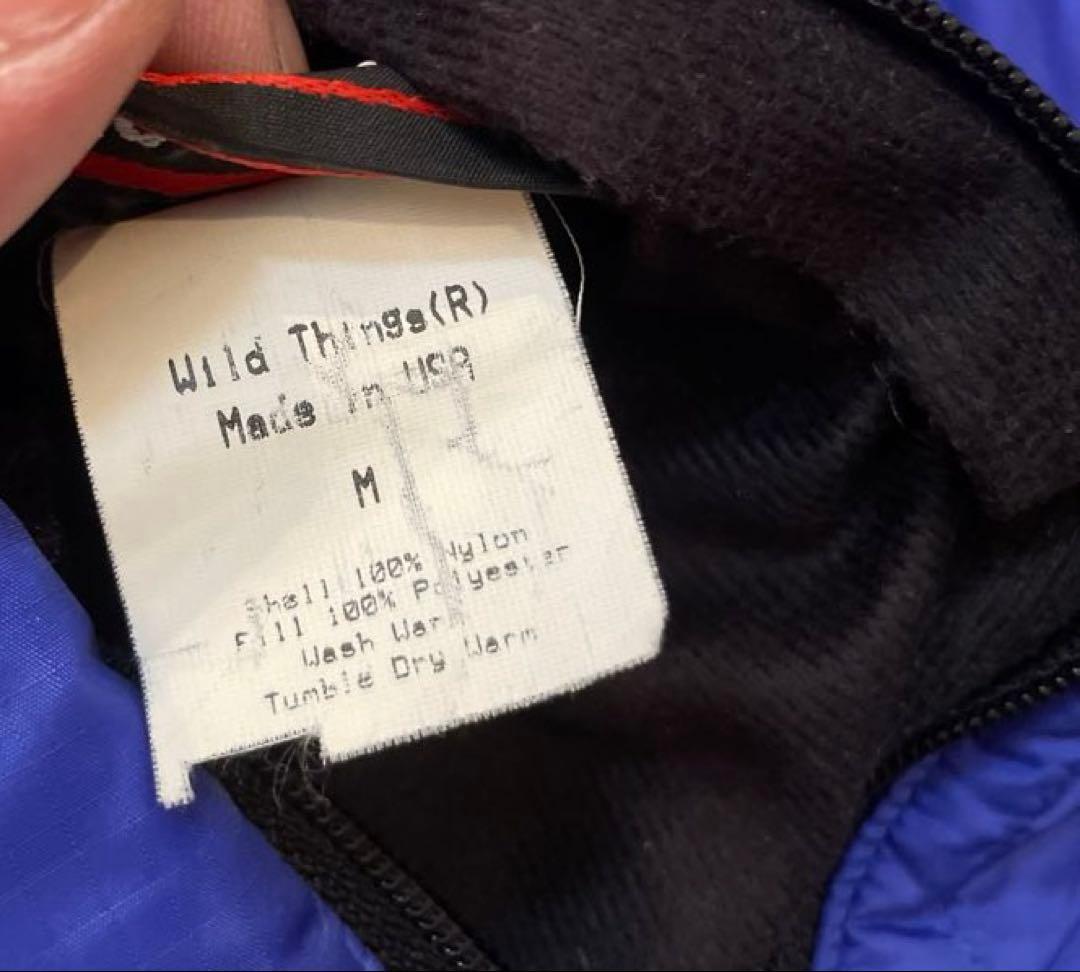 Wild Things(R)
Made in USA
M
Shell 100% Nylon
Fill 100% Polyester
Wash Warm
Tumble Dry Warm